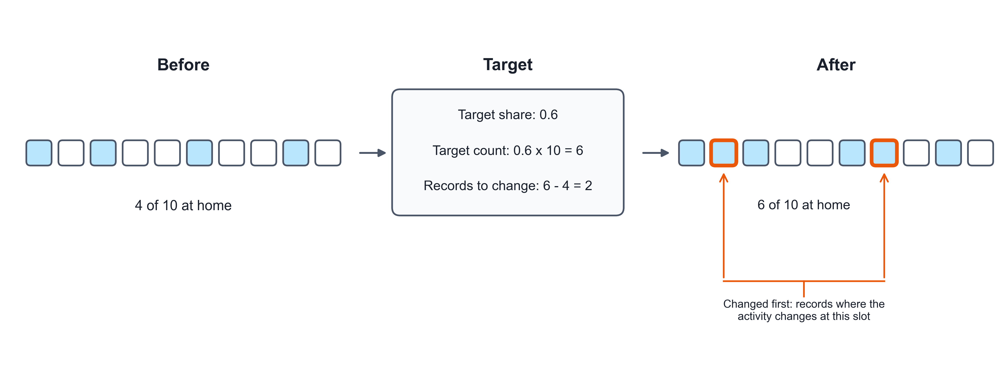 Before
4 of 10 at home
Target
Target share: 0.6
Target count: 0.6 x 10 = 6
Records to change: 6 - 4 = 2
After
6 of 10 at home
Changed first: records where the
activity changes at this slot